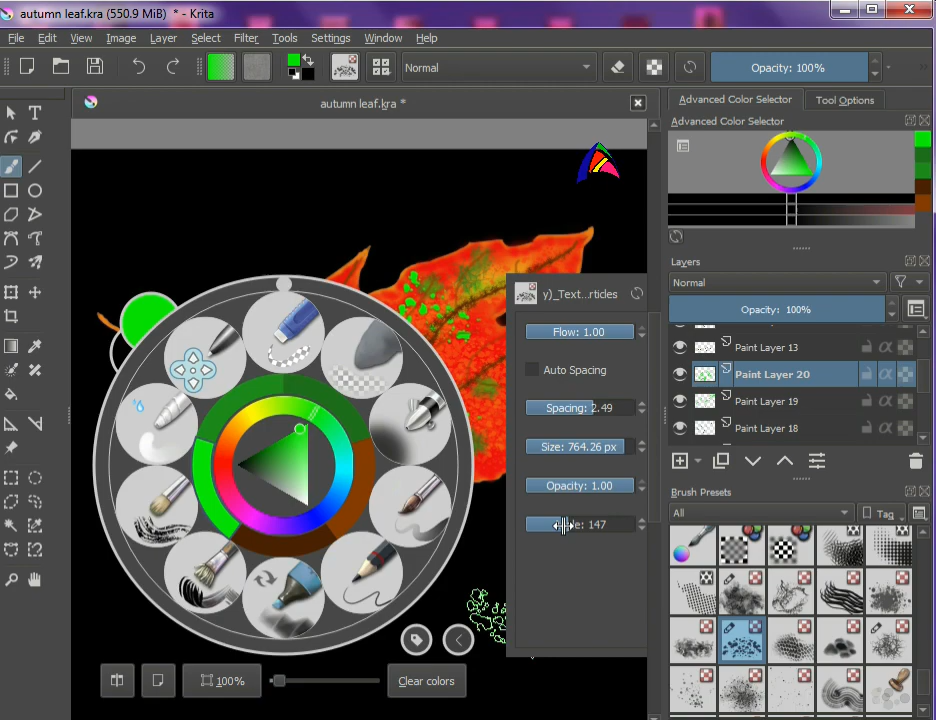 autumn leaf.kra (550.9 MiB) * - Krita
File Edit View Image Layer Select Filter Tools Settings Window Help
Normal
Opacity: 100%
autumn leaf.kra *
Advanced Color Selector
Tool Options
Advanced Color Selector
Layers
Normal
Opacity: 100%
Paint Layer 13
Paint Layer 20
Paint Layer 19
Paint Layer 18
y)_Text...rticles
Flow: 1.00
Auto Spacing
Spacing: 2.49
Size: 764.26 px
Opacity: 1.00
147
Brush Presets
All
Tag
100%
Clear colors